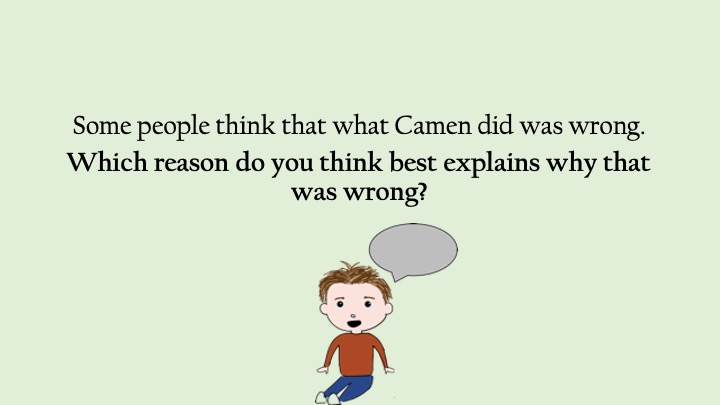 Some people think that what Camen did was wrong.
Which reason do you think best explains why that
was wrong?